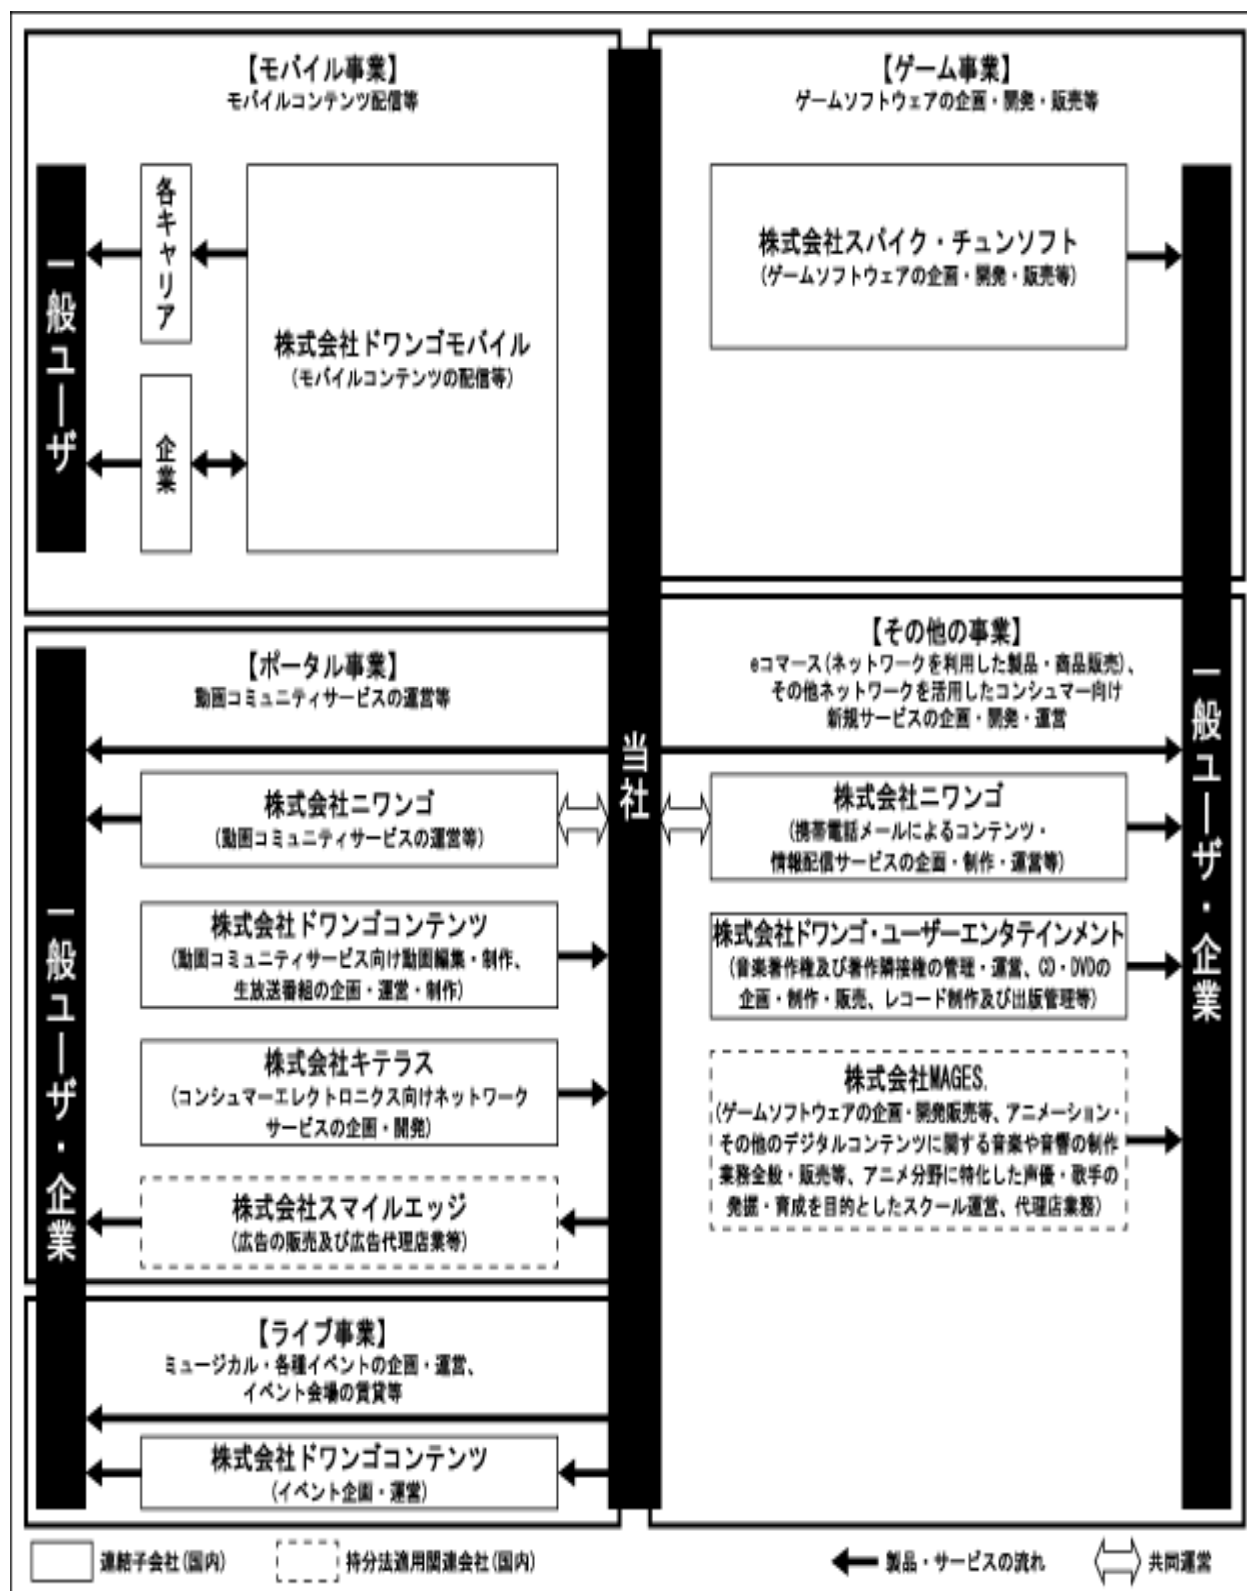 【モバイル事業】
モバイルコンテンツ配信等
一般ユーザ
各キャリア
企業
株式会社ドワンゴモバイル
(モバイルコンテンツの配信等)
【ゲーム事業】
ゲームソフトウェアの企画・開発・販売等
株式会社スパイク・チュンソフト
(ゲームソフトウェアの企画・開発・販売等)
当社
【ポータル事業】
動画コミュニティサービスの運営等
株式会社ニワンゴ
(動画コミュニティサービスの運営等)
株式会社ドワンゴコンテンツ
(動画コミュニティサービス向け動画編集・制作、
生放送番組の企画・運営・制作)
株式会社キテラス
(コンシュマーエレクトロニクス向けネットワーク
サービスの企画・開発)
株式会社スマイルエッジ
(広告の販売及び広告代理店業等)
一般ユーザ・企業
【その他の事業】
eコマース(ネットワークを利用した製品・商品販売)、
その他ネットワークを活用したコンシュマー向け
新規サービスの企画・開発・運営
株式会社ニワンゴ
(携帯電話メールによるコンテンツ・
情報配信サービスの企画・制作・運営等)
株式会社ドワンゴ・ユーザーエンタテインメント
(音楽著作権及び著作隣接権の管理・運営、CD・DVDの
企画・制作・販売、レコード制作及び出版管理等)
株式会社MAGES.
(ゲームソフトウェアの企画・開発販売等、アニメーション・
その他のデジタルコンテンツに関する音楽や音響の制作
業務全般・販売等、アニメ分野に特化した声優・歌手の
発掘・育成を目的としたスクール運営、代理店業務)
一般ユーザ・企業
【ライブ事業】
ミュージカル・各種イベントの企画・運営、
イベント会場の賃貸等
株式会社ドワンゴコンテンツ
(イベント企画・運営)
連結子会社(国内)
持分法適用関連会社(国内)
製品・サービスの流れ
共同運営